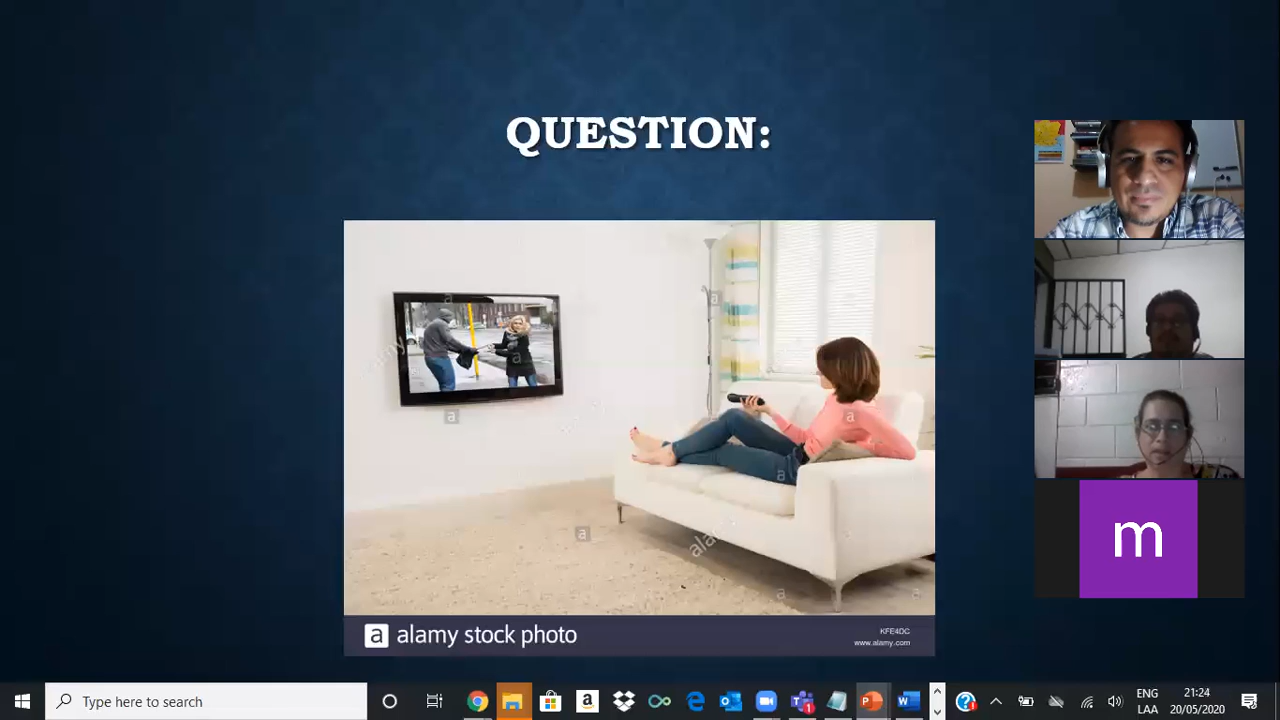 QUESTION:
a alamy stock photo
KFE4DC
www.alamy.com
m
Type here to search
ENG
LAA
21:24
20/05/2020